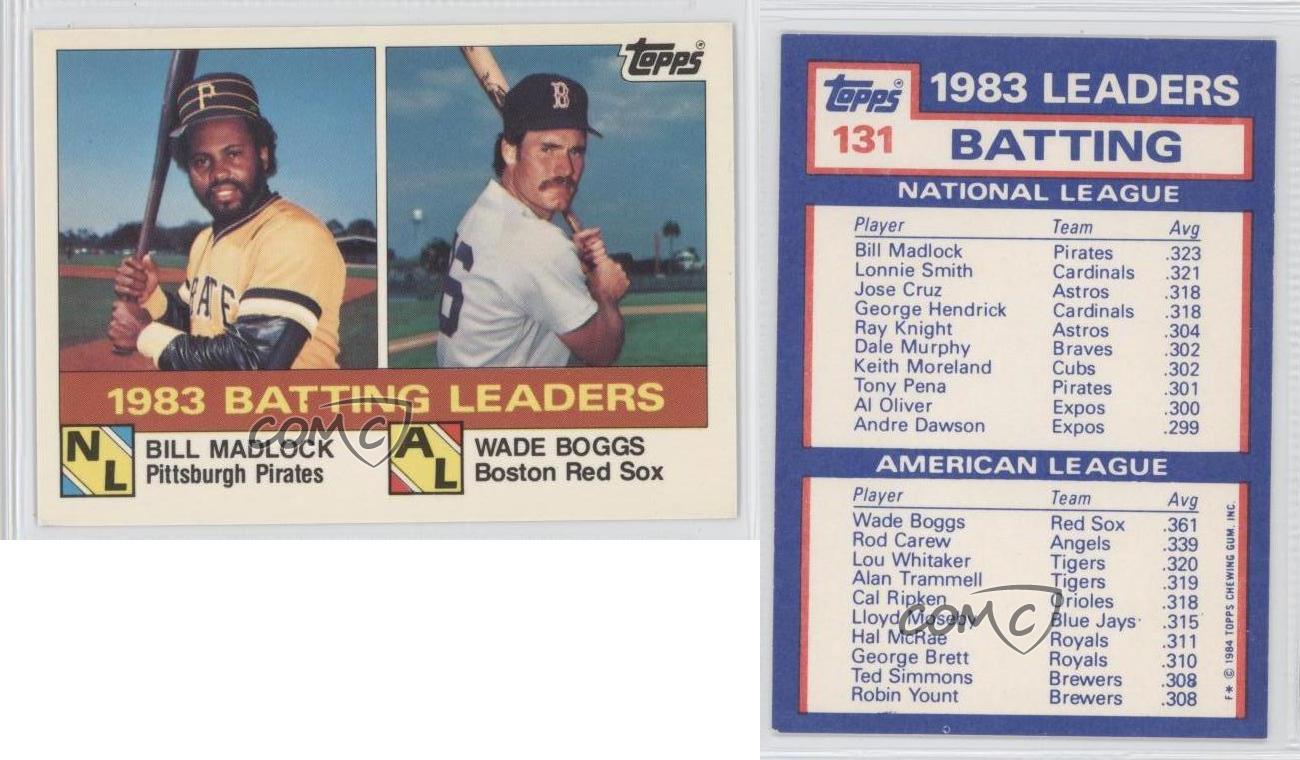 Topps
P
B
RATE
6
1983 BATTING LEADERS
NL BILL MADLOCK
Pittsburgh Pirates
AL WADE BOGGS
Boston Red Sox
COMC
Topps
131
1983 LEADERS
BATTING
NATIONAL LEAGUE
Player Team Avg
Bill Madlock Pirates .323
Lonnie Smith Cardinals .321
Jose Cruz Astros .318
George Hendrick Cardinals .318
Ray Knight Astros .304
Dale Murphy Braves .302
Keith Moreland Cubs .302
Tony Pena Pirates .301
Al Oliver Expos .300
Andre Dawson Expos .299
AMERICAN LEAGUE
Player Team Avg
Wade Boggs Red Sox .361
Rod Carew Angels .339
Lou Whitaker Tigers .320
Alan Trammell Tigers .319
Cal Ripken Orioles .318
Lloyd Moseby Blue Jays .315
Hal McRae Royals .311
George Brett Royals .310
Ted Simmons Brewers .308
Robin Yount Brewers .308
COMC
F* © 1984 TOPPS CHEWING GUM, INC.